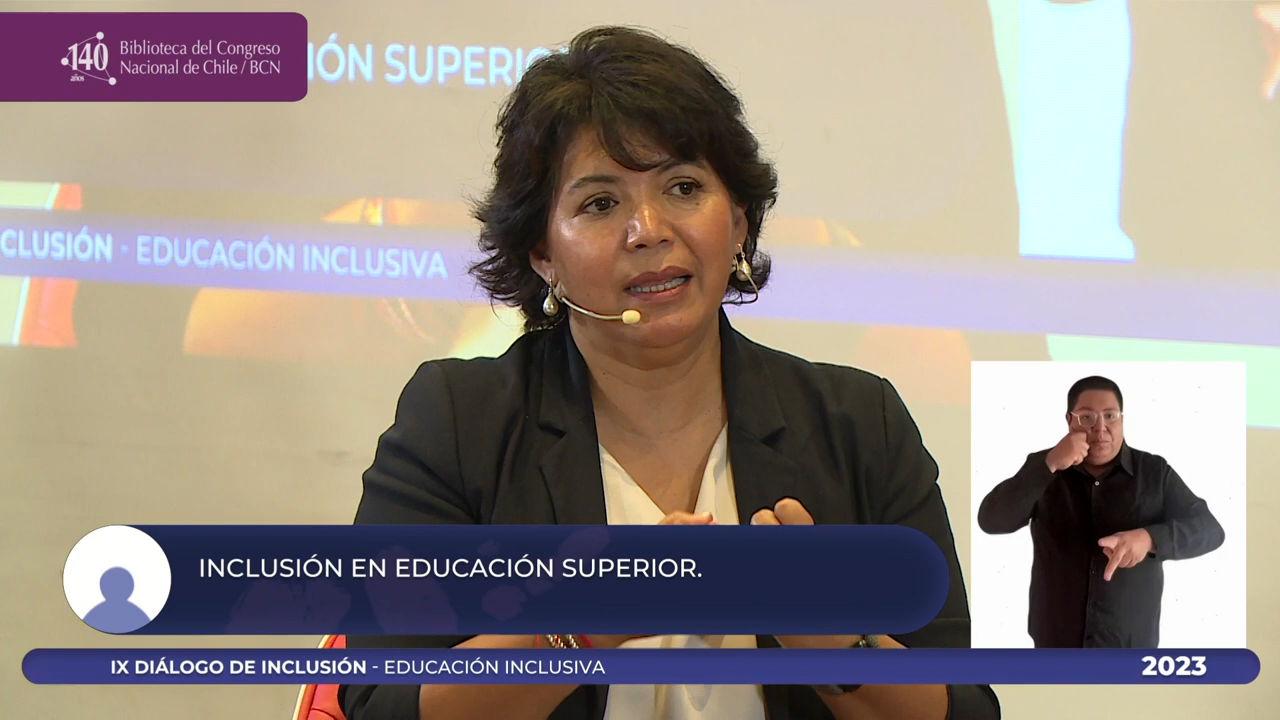 140
años
Biblioteca del Congreso
Nacional de Chile / BCN
IÓN SUPERIO
CLUSIÓN - EDUCACIÓN INCLUSIVA
INCLUSIÓN EN EDUCACIÓN SUPERIOR.
IX DIÁLOGO DE INCLUSIÓN - EDUCACIÓN INCLUSIVA
2023